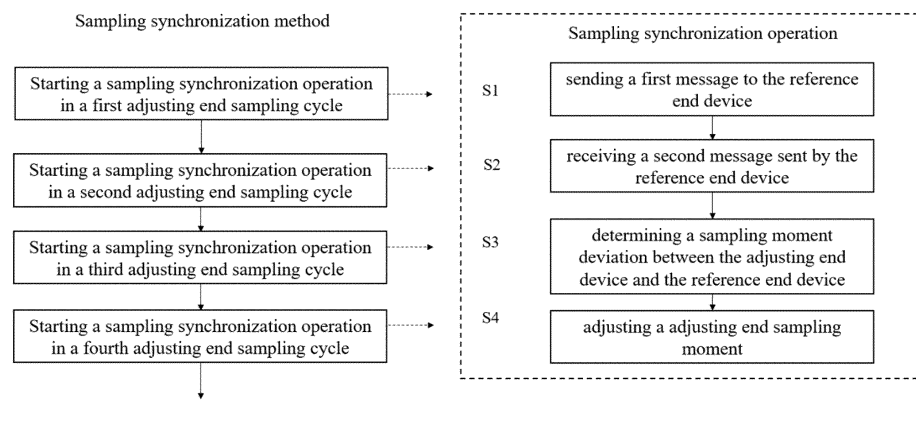 Sampling synchronization method
Starting a sampling synchronization operation
in a first adjusting end sampling cycle
Starting a sampling synchronization operation
in a second adjusting end sampling cycle
Starting a sampling synchronization operation
in a third adjusting end sampling cycle
Starting a sampling synchronization operation
in a fourth adjusting end sampling cycle
Sampling synchronization operation
S1
sending a first message to the reference
end device
S2
receiving a second message sent by the
reference end device
S3
determining a sampling moment
deviation between the adjusting end
device and the reference end device
S4
adjusting a adjusting end sampling
moment